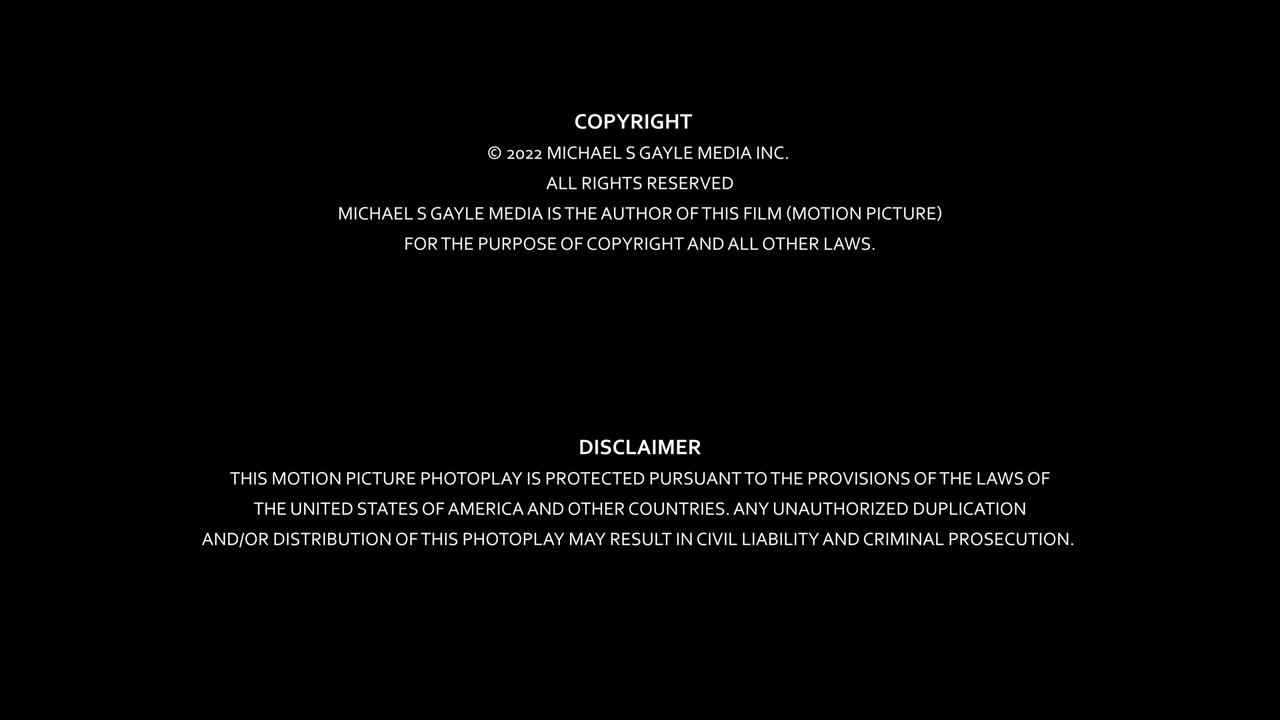 COPYRIGHT
© 2022 MICHAEL S GAYLE MEDIA INC.
ALL RIGHTS RESERVED
MICHAEL S GAYLE MEDIA IS THE AUTHOR OF THIS FILM (MOTION PICTURE)
FOR THE PURPOSE OF COPYRIGHT AND ALL OTHER LAWS.
DISCLAIMER
THIS MOTION PICTURE PHOTOPLAY IS PROTECTED PURSUANT TO THE PROVISIONS OF THE LAWS OF
THE UNITED STATES OF AMERICA AND OTHER COUNTRIES. ANY UNAUTHORIZED DUPLICATION
AND/OR DISTRIBUTION OF THIS PHOTOPLAY MAY RESULT IN CIVIL LIABILITY AND CRIMINAL PROSECUTION.